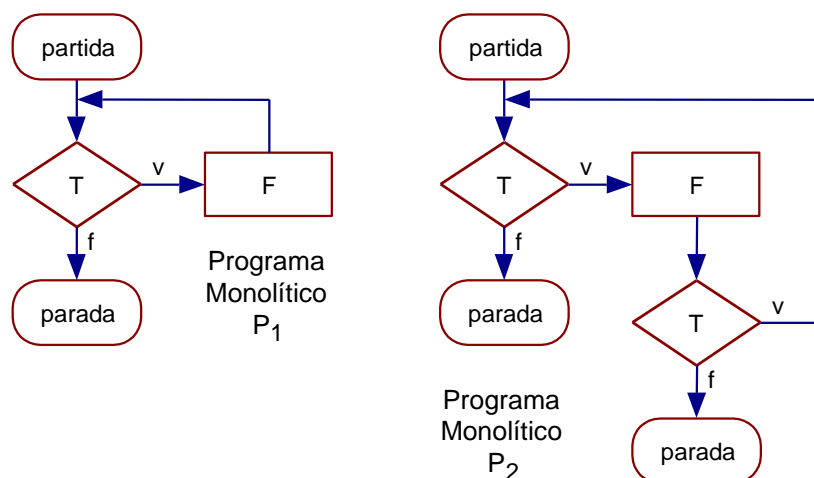 partida
T
v
F
f
parada
Programa
Monolítico
P1
partida
T
v
F
f
parada
T
v
f
parada
Programa
Monolítico
P2